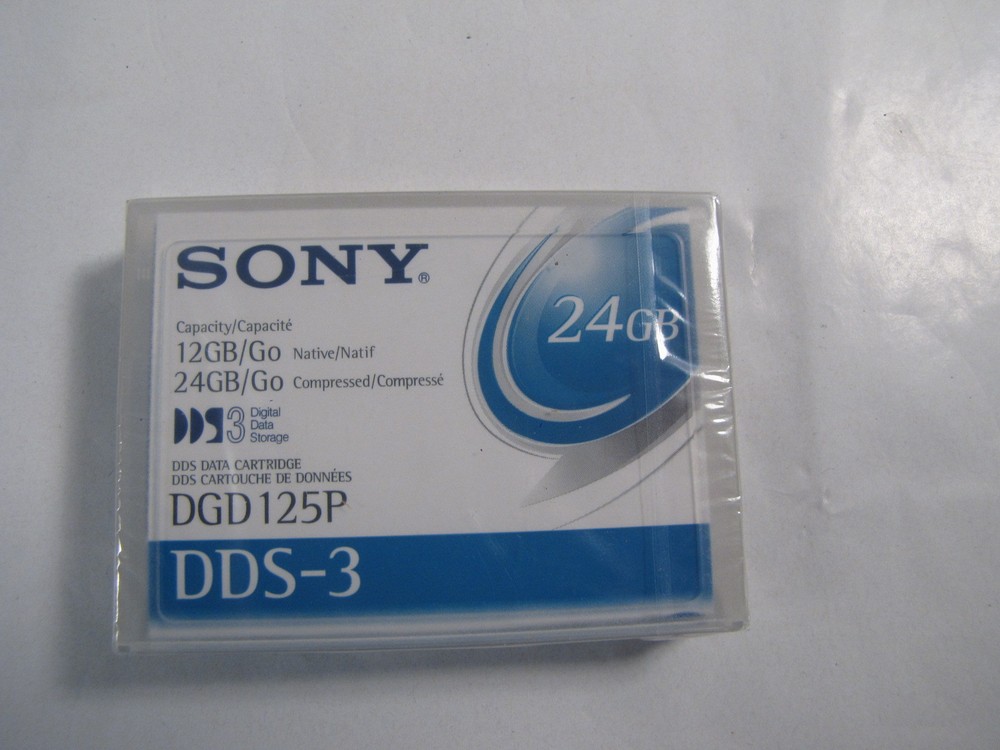 SONY®
24GB
Capacity/Capacité
12GB/Go Native/Natif
24GB/Go Compressed/Compressé
DDS3 Digital
Data
Storage
DDS DATA CARTRIDGE
DDS CARTOUCHE DE DONNÉES
DGD125P
DDS-3